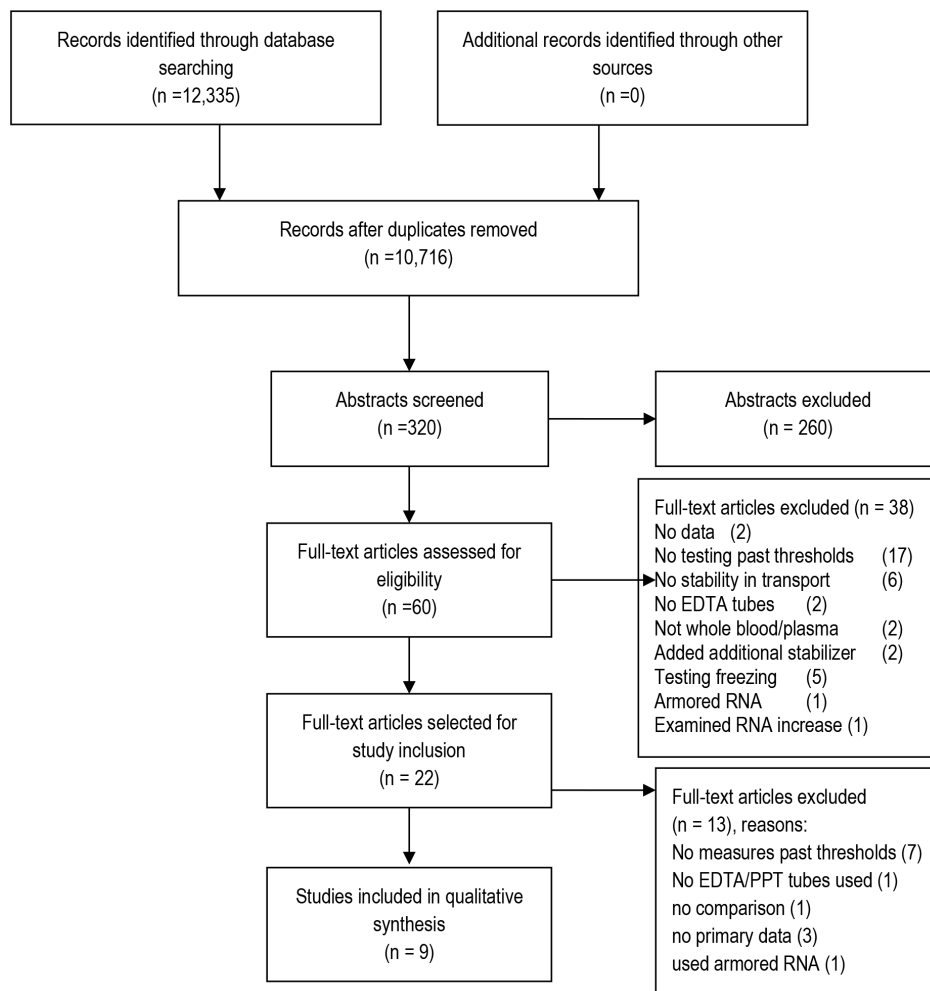 Records identified through database
searching
(n =12,335)
Additional records identified through other
sources
(n =0)
Records after duplicates removed
(n =10,716)
Abstracts screened
(n =320)
Abstracts excluded
(n = 260)
Full-text articles assessed for
eligibility
(n =60)
Full-text articles excluded (n = 38)
No data (2)
No testing past thresholds (17)
No stability in transport (6)
No EDTA tubes (2)
Not whole blood/plasma (2)
Added additional stabilizer (2)
Testing freezing (5)
Armored RNA (1)
Examined RNA increase (1)
Full-text articles selected for
study inclusion
(n = 22)
Full-text articles excluded
(n = 13), reasons:
No measures past thresholds (7)
No EDTA/PPT tubes used (1)
no comparison (1)
no primary data (3)
used armored RNA (1)
Studies included in qualitative
synthesis
(n = 9)